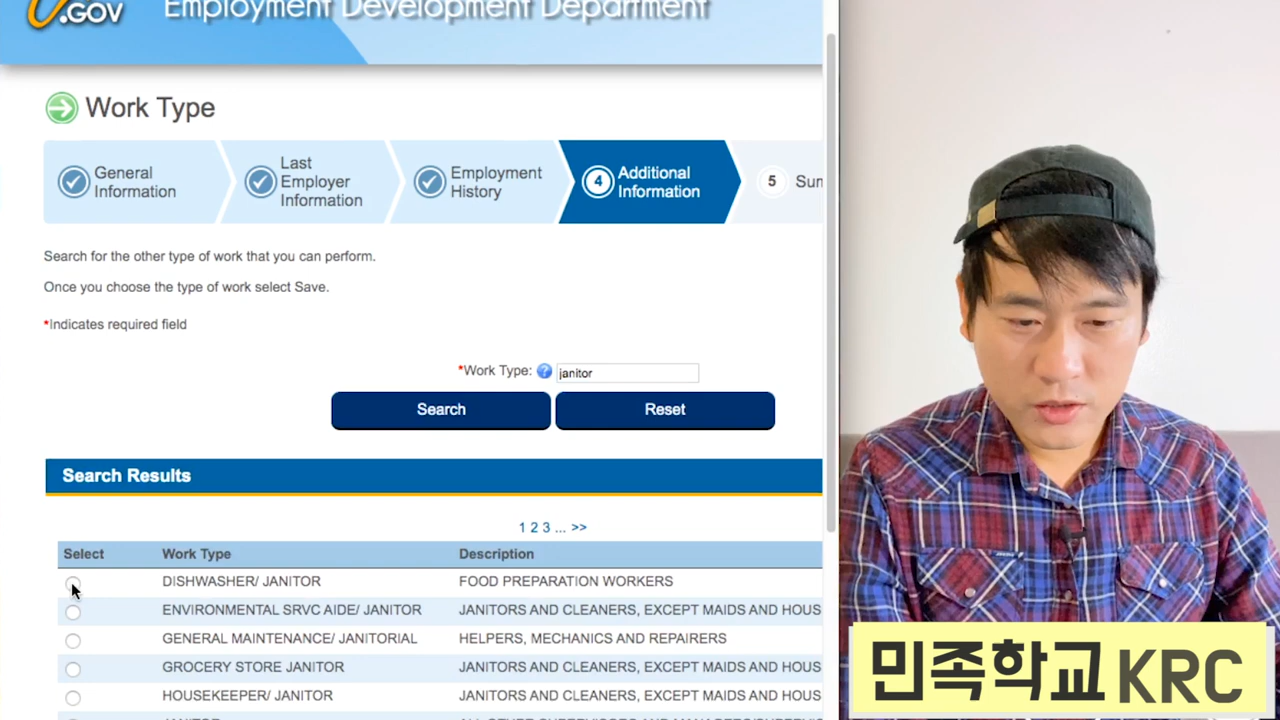 .GOV
Employment Development Department
Work Type
General
Information
Last
Employer
Information
Employment
History
4
Additional
Information
5
Search for the other type of work that you can perform.
Once you choose the type of work select Save.
*Indicates required field
*Work Type: ? janitor
Search
Reset
Search Results
1 2 3 ... >>
Select Work Type Description
DISHWASHER/ JANITOR FOOD PREPARATION WORKERS
ENVIRONMENTAL SRVC AIDE/ JANITOR JANITORS AND CLEANERS, EXCEPT MAIDS AND HOUS
GENERAL MAINTENANCE/ JANITORIAL HELPERS, MECHANICS AND REPAIRERS
GROCERY STORE JANITOR JANITORS AND CLEANERS, EXCEPT MAIDS AND HOUS
HOUSEKEEPER/ JANITOR JANITORS AND CLEANERS, EXCEPT MAIDS AND HOUS
민족학교 KRC